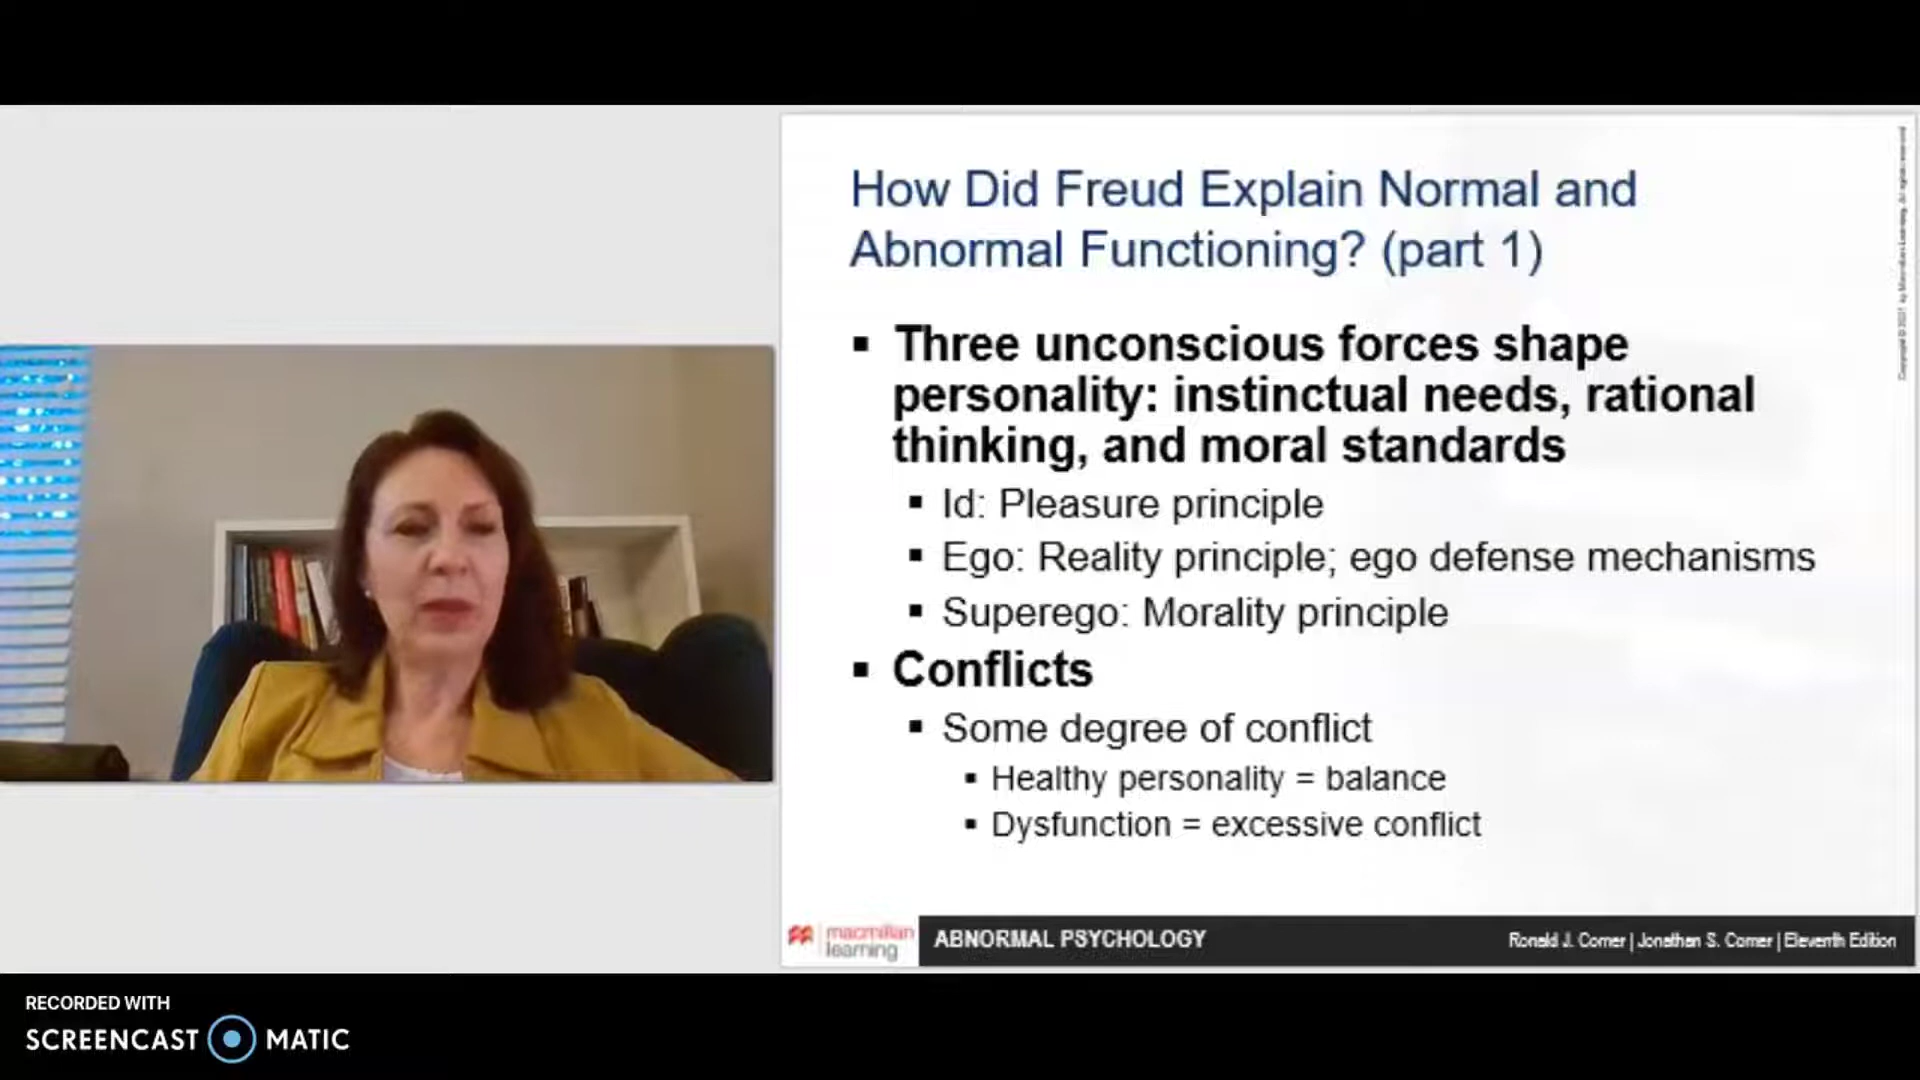 How Did Freud Explain Normal and
Abnormal Functioning? (part 1)
▪ Three unconscious forces shape
personality: instinctual needs, rational
thinking, and moral standards
▪ Id: Pleasure principle
▪ Ego: Reality principle; ego defense mechanisms
▪ Superego: Morality principle
▪ Conflicts
▪ Some degree of conflict
▪ Healthy personality = balance
▪ Dysfunction = excessive conflict
macmillan
learning
ABNORMAL PSYCHOLOGY
Ronald J. Comer | Jonathan S. Comer | Eleventh Edition
RECORDED WITH
SCREENCAST MATIC